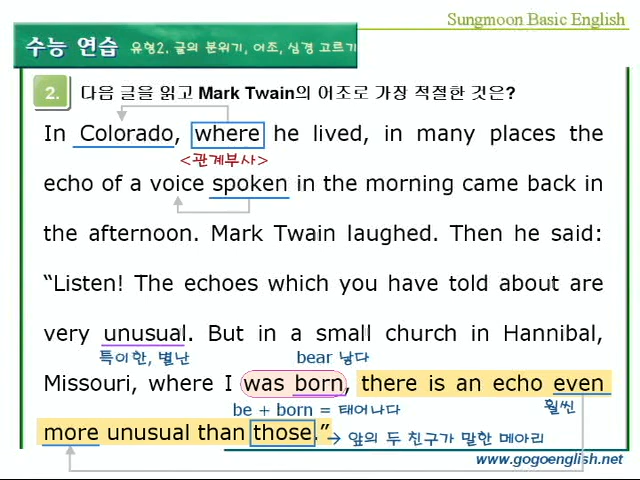 Sungmoon Basic English
수능 연습 유형2. 글의 분위기, 어조, 심경 고르기
2. 다음 글을 읽고 Mark Twain의 어조로 가장 적절한 것은?
In Colorado, where he lived, in many places the
<관계부사>
echo of a voice spoken in the morning came back in
the afternoon. Mark Twain laughed. Then he said:
“Listen! The echoes which you have told about are
very unusual. But in a small church in Hannibal,
특이한, 별난 bear 낳다
Missouri, where I was born, there is an echo even
be + born = 태어나다 훨씬
more unusual than those.”→ 앞의 두 친구가 말한 메아리
www.gogoenglish.net